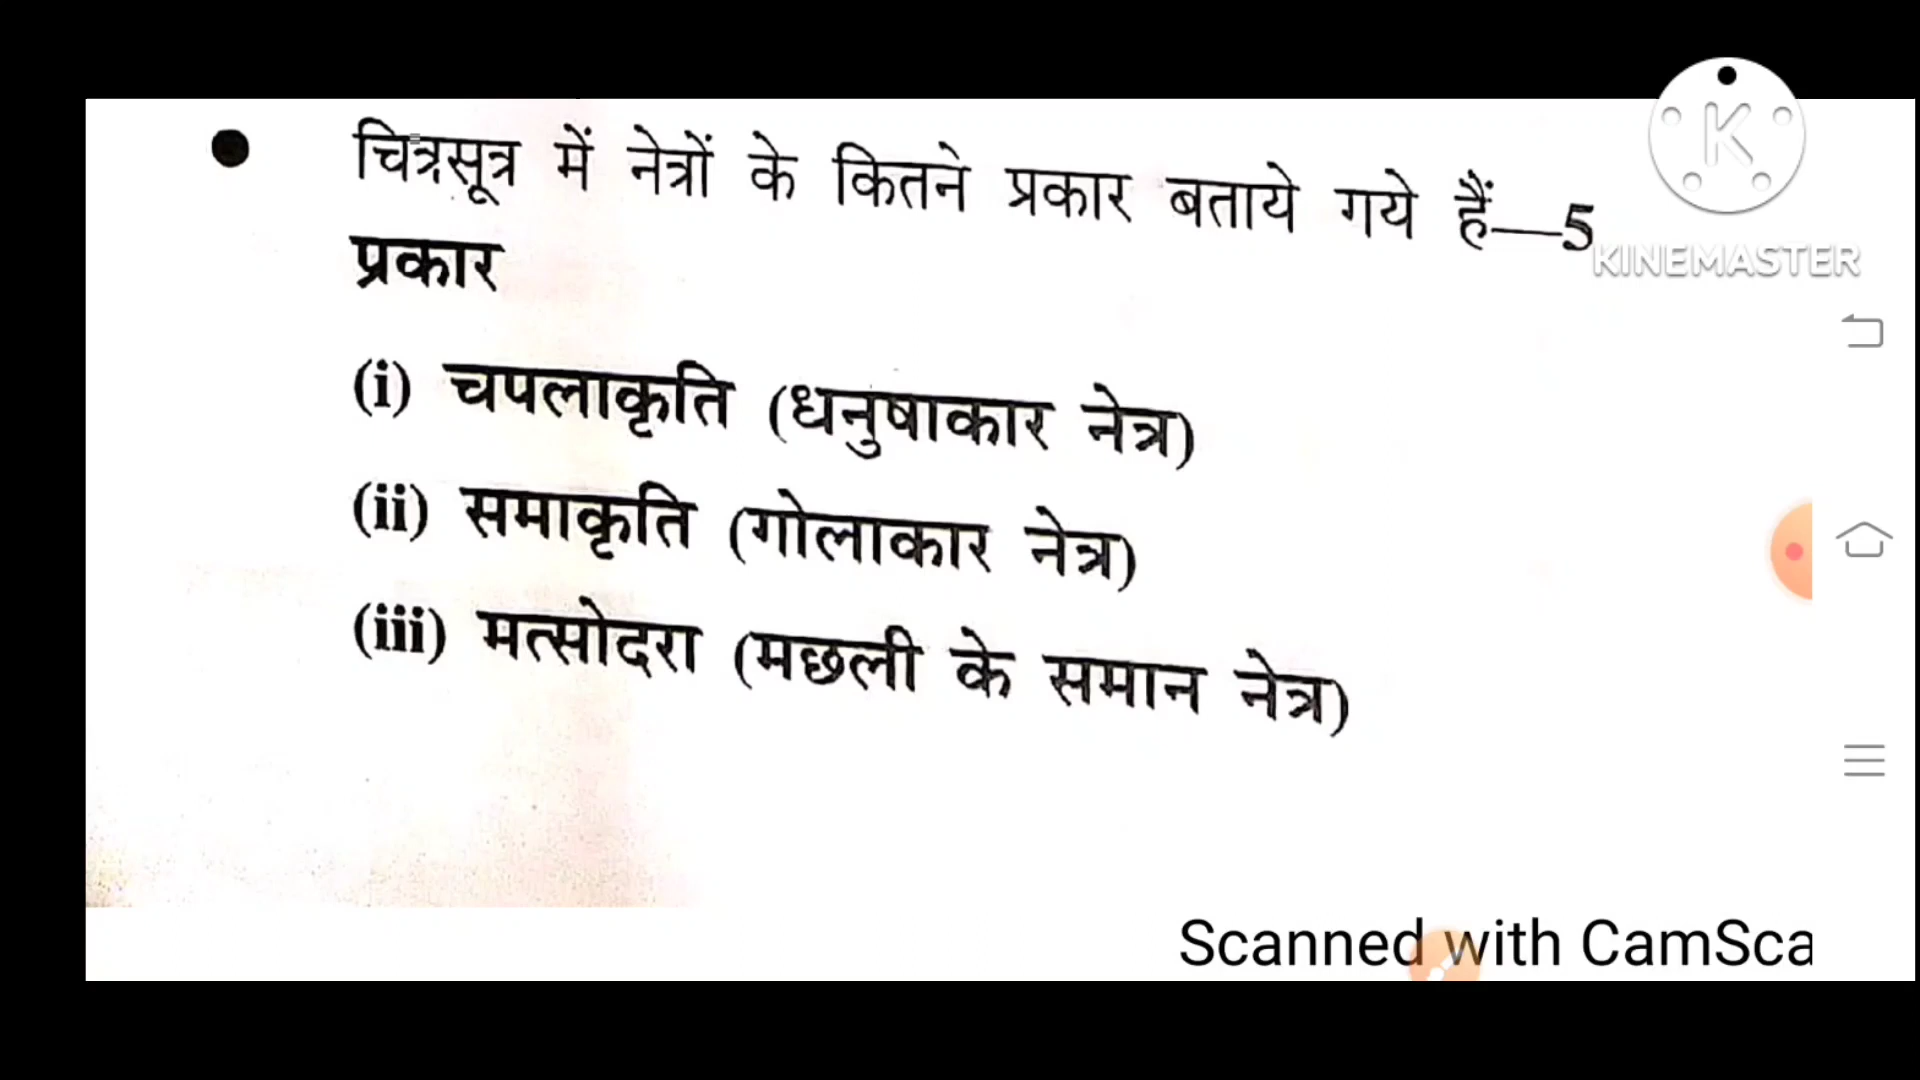 ● चित्रसूत्र में नेत्रों के कितने प्रकार बताये गये हैं—5
प्रकार
(i) चपलाकृति (धनुषाकार नेत्र)
(ii) समाकृति (गोलाकार नेत्र)
(iii) मत्सोदरा (मछली के समान नेत्र)
Scanned with CamSca
K
KINEMASTER